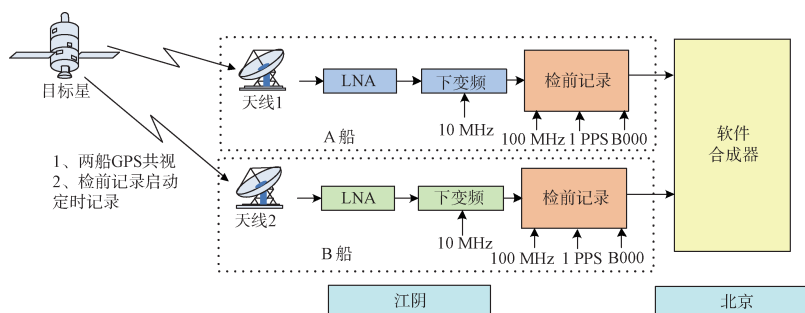 目标星
1、两船GPS共视
2、检前记录启动
定时记录
天线1
LNA
下变频
检前记录
10 MHz
100 MHz 1 PPS B000
A船
天线2
LNA
下变频
检前记录
10 MHz
100 MHz 1 PPS B000
B船
软件
合成器
江阴
北京